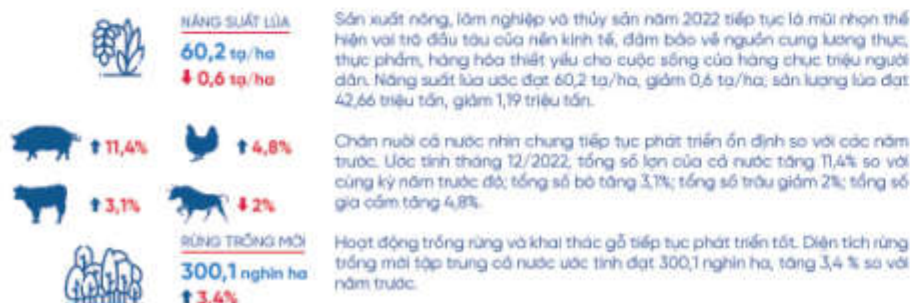 NĂNG SUẤT LÚA
60,2 tạ/ha
0,6 tạ/ha
Sản xuất nông, lâm nghiệp và thủy sản năm 2022 tiếp tục là mũi nhọn thể
hiện vai trò đầu tàu của nền kinh tế, đảm bảo về nguồn cung lương thực,
thực phẩm, hàng hóa thiết yếu cho cuộc sống của hàng chục triệu người
dân. Năng suất lúa ước đạt 60,2 tạ/ha, giảm 0,6 tạ/ha; sản lượng lúa đạt
42,66 triệu tấn, giảm 1,19 triệu tấn.
11,4%
4,8%
3,1%
2%
Chăn nuôi cả nước nhìn chung tiếp tục phát triển ổn định so với các năm
trước. Ước tính tháng 12/2022, tổng số lợn của cả nước tăng 11,4% so với
cùng kỳ năm trước đó; tổng số bò tăng 3,1%; tổng số trâu giảm 2%; tổng số
gia cầm tăng 4,8%.
RỪNG TRỒNG MỚI
300,1 nghìn ha
3,4%
Hoạt động trồng rừng và khai thác gỗ tiếp tục phát triển tốt. Diện tích rừng
trồng mới tập trung cả nước ước tính đạt 300,1 nghìn ha, tăng 3,4 % so với
năm trước.